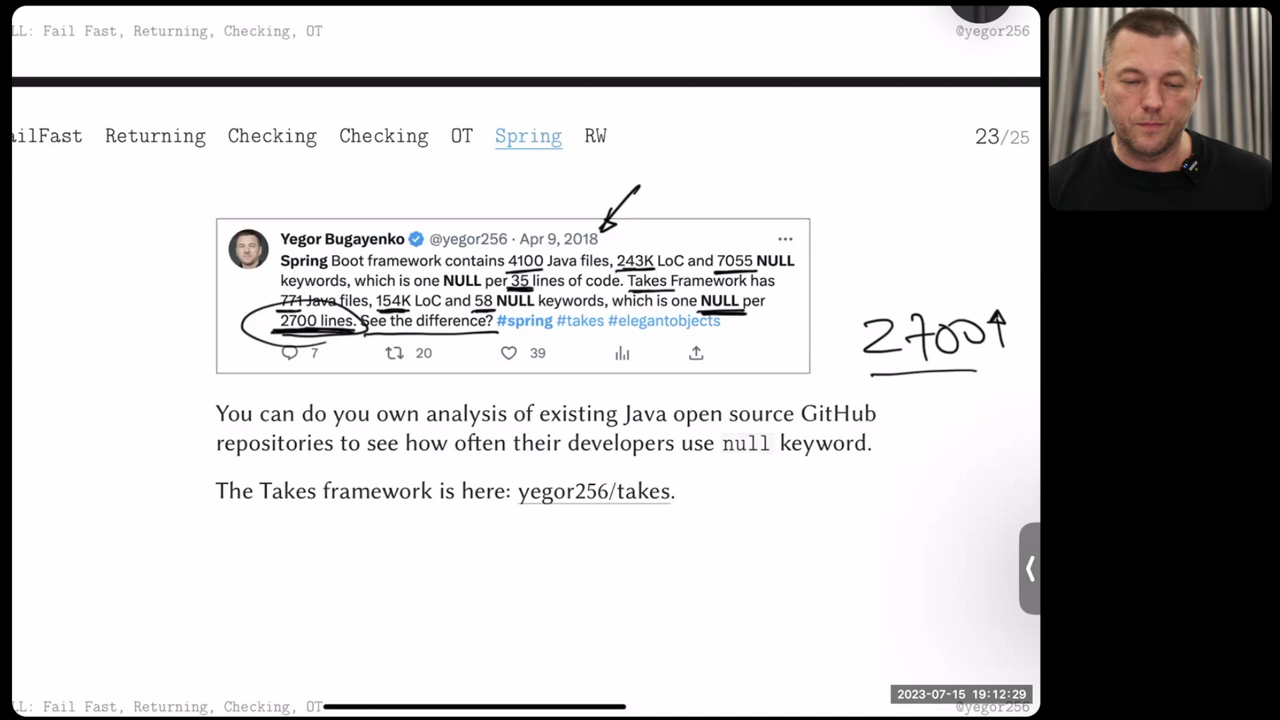 LL: Fail Fast, Returning, Checking, OT
@yegor256
ailFast Returning Checking Checking OT Spring RW
23/25
Yegor Bugayenko @yegor256 · Apr 9, 2018
Spring Boot framework contains 4100 Java files, 243K LoC and 7055 NULL
keywords, which is one NULL per 35 lines of code. Takes Framework has
771 Java files, 154K LoC and 58 NULL keywords, which is one NULL per
2700 lines. See the difference? #spring #takes #elegantobjects
7 20 39
2700
You can do you own analysis of existing Java open source GitHub
repositories to see how often their developers use null keyword.
The Takes framework is here: yegor256/takes.
2023-07-15 19:12:29
LL: Fail Fast, Returning, Checking, OT
@yegor256